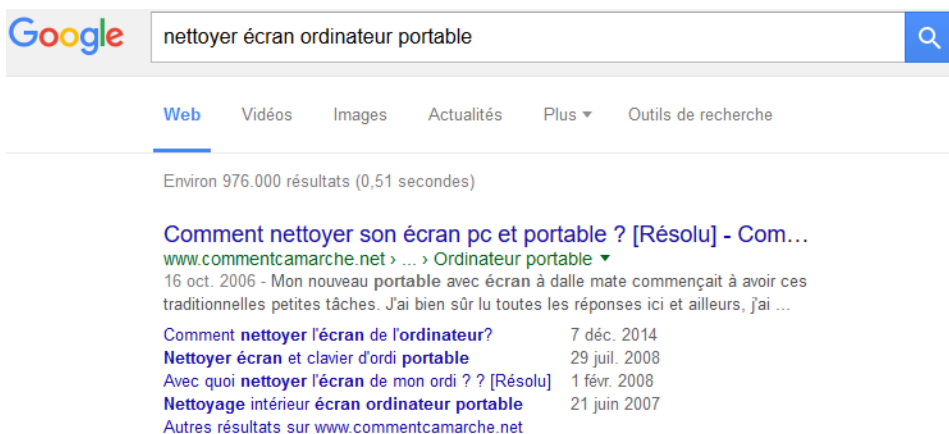 Google nettoyer écran ordinateur portable
Web Vidéos Images Actualités Plus ▾ Outils de recherche
Environ 976.000 résultats (0,51 secondes)
Comment nettoyer son écran pc et portable ? [Résolu] - Com...
www.commentcamarche.net › ... › Ordinateur portable ▼
16 oct. 2006 - Mon nouveau portable avec écran à dalle mate commençait à avoir ces
traditionnelles petites tâches. J'ai bien sûr lu toutes les réponses ici et ailleurs, j'ai ...
Comment nettoyer l'écran de l'ordinateur? 7 déc. 2014
Nettoyer écran et clavier d'ordi portable 29 juil. 2008
Avec quoi nettoyer l'écran de mon ordi ? ? [Résolu] 1 févr. 2008
Nettoyage intérieur écran ordinateur portable 21 juin 2007
Autres résultats sur www.commentcamarche.net